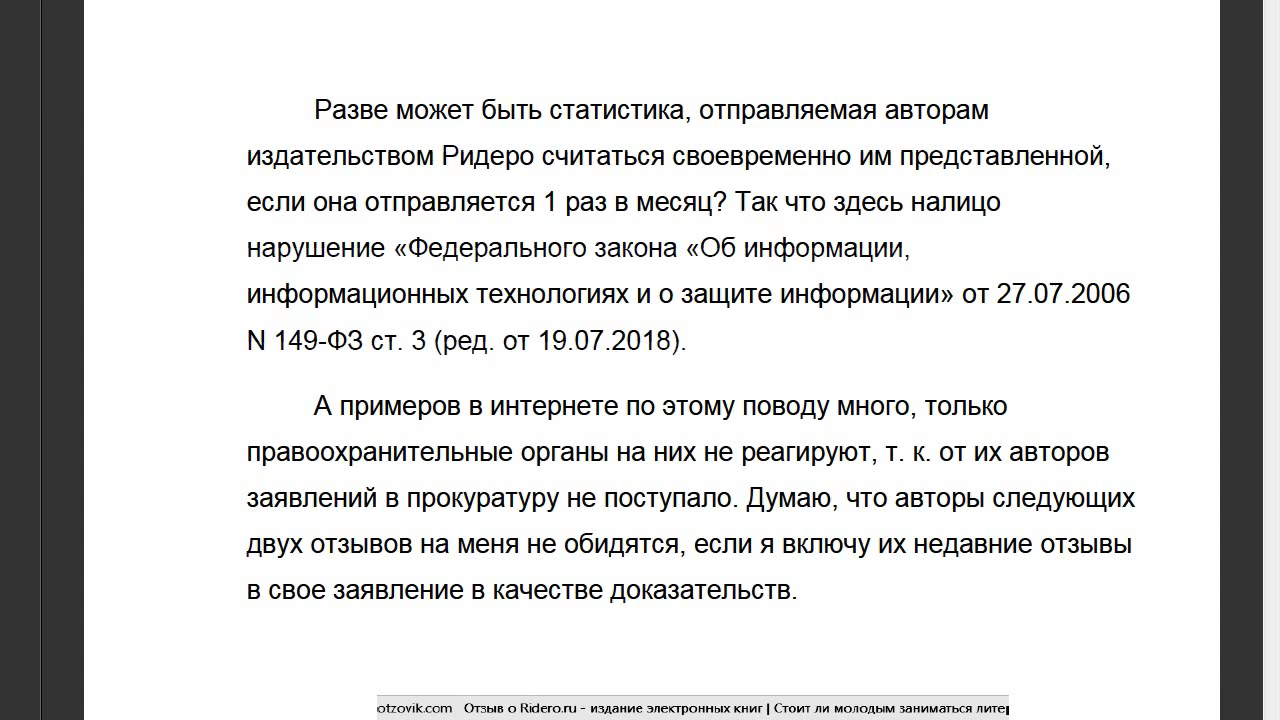 Разве может быть статистика, отправляемая авторам
издательством Ридеро считаться своевременно им представленной,
если она отправляется 1 раз в месяц? Так что здесь налицо
нарушение «Федерального закона «Об информации,
информационных технологиях и о защите информации» от 27.07.2006
N 149-ФЗ ст. 3 (ред. от 19.07.2018).
А примеров в интернете по этому поводу много, только
правоохранительные органы на них не реагируют, т. к. от их авторов
заявлений в прокуратуру не поступало. Думаю, что авторы следующих
двух отзывов на меня не обидятся, если я включу их недавние отзывы
в свое заявление в качестве доказательств.
otzovik.com Отзыв о Ridero.ru - издание электронных книг | Стоит ли молодым заниматься